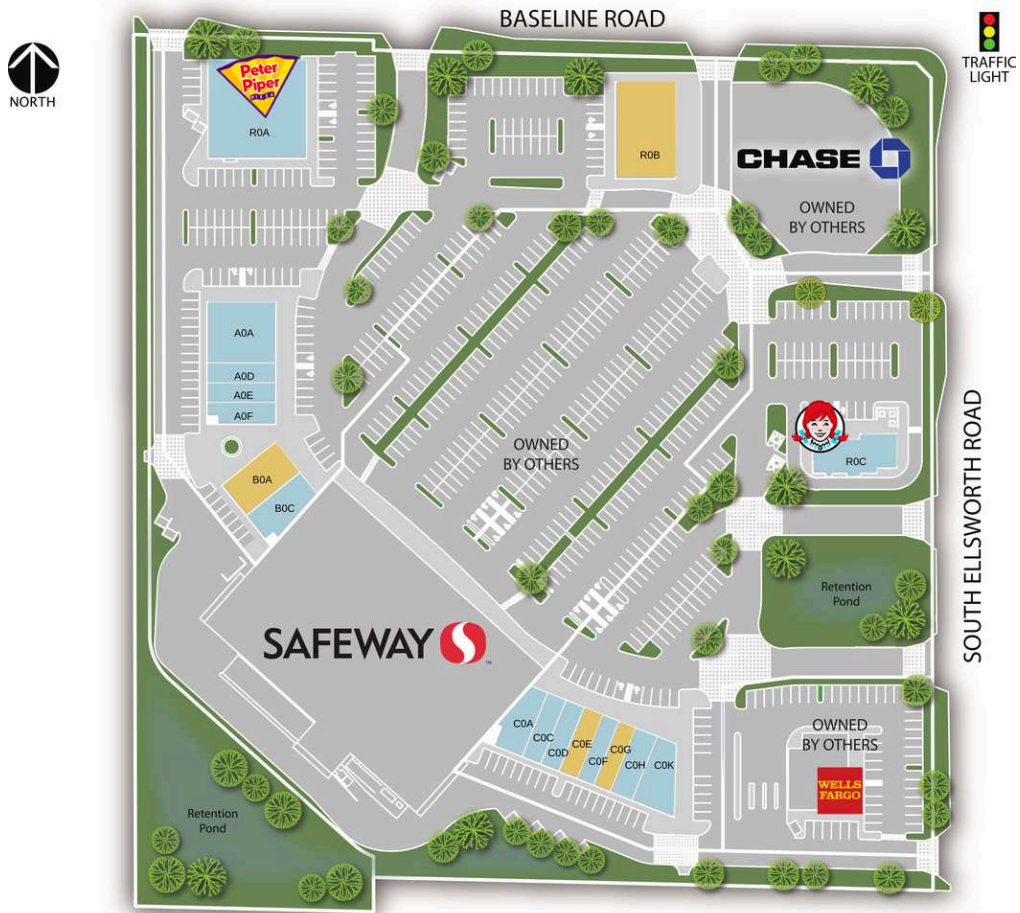 BASELINE ROAD
NORTH
TRAFFIC
LIGHT
Peter
Piper
PIZZA
R0A
R0B
CHASE
OWNED
BY OTHERS
A0A
A0D
A0E
A0F
B0A
B0C
OWNED
BY OTHERS
R0C
SOUTH ELLSWORTH ROAD
Retention
Pond
SAFEWAY
C0A
C0C
C0D
C0E
C0F
C0G
C0H
C0K
OWNED
BY OTHERS
WELLS
FARGO
Retention
Pond